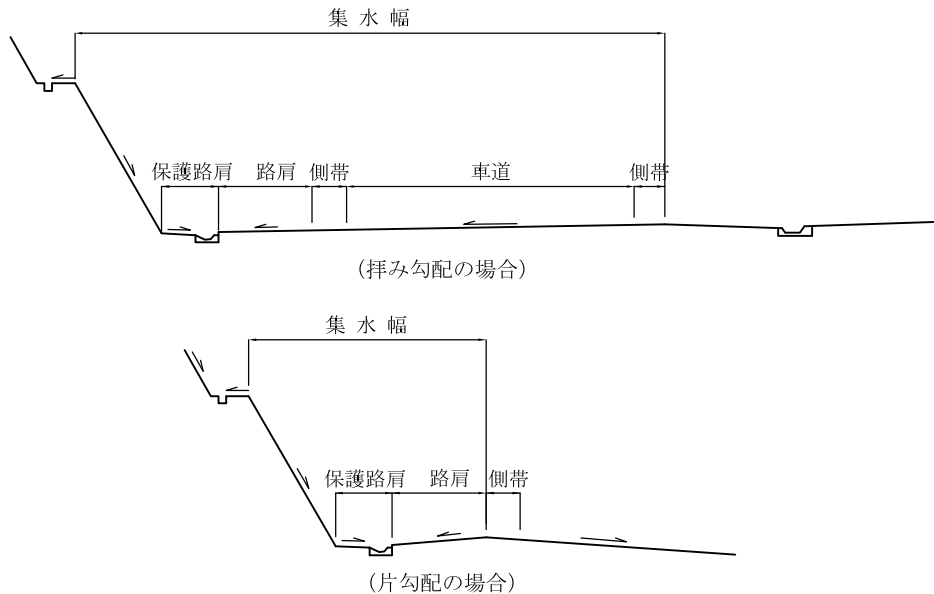 集水幅
保護路肩 路肩 側帯 車道 側帯
（拝み勾配の場合）
集水幅
保護路肩 路肩 側帯
（片勾配の場合）